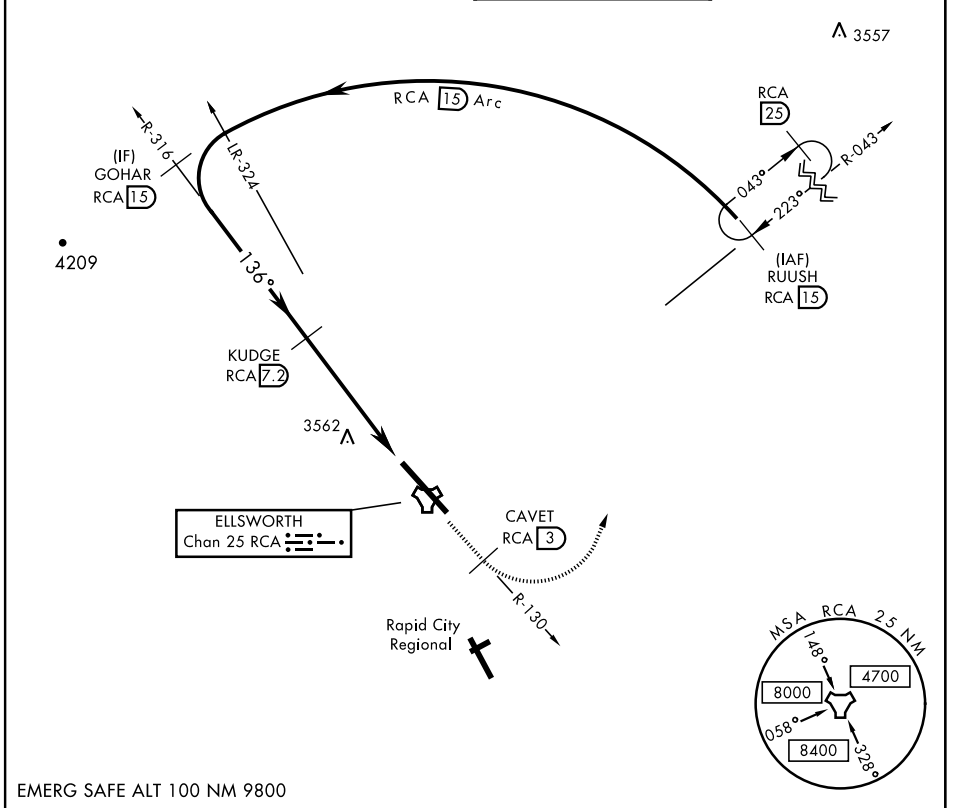 3557
RCA 15 Arc
RCA
25
R-043
043°
223°
(IAF)
RUUSH
RCA 15
R-316
LR-324
(IF)
GOHAR
RCA 15
4209
136°
KUDGE
RCA 7.2
3562
ELLSWORTH
Chan 25 RCA
CAVET
RCA 3
R-130
Rapid City
Regional
MSA RCA 25 NM
148°
4700
8000
058°
8400
328°
EMERG SAFE ALT 100 NM 9800